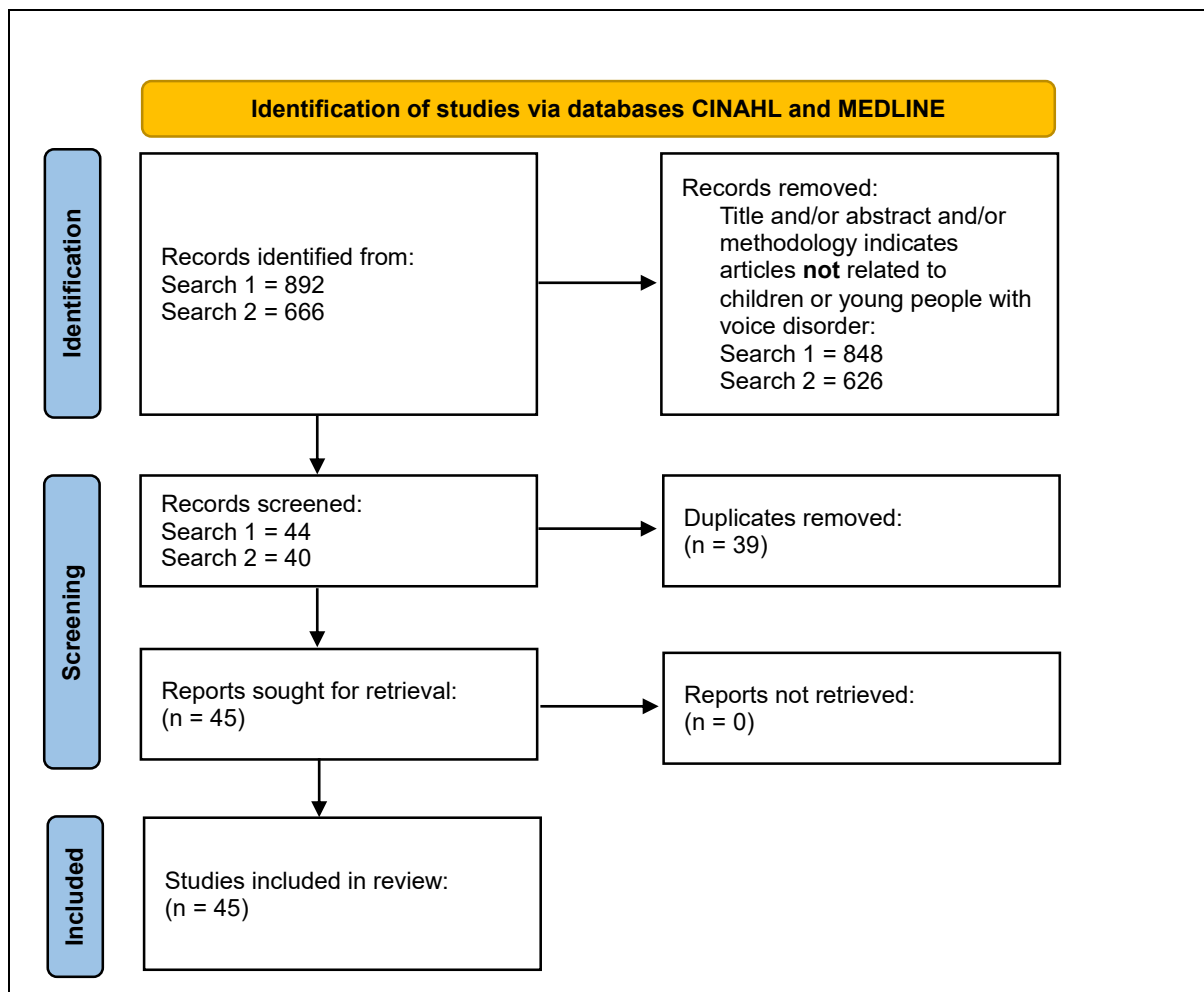 Identification of studies via databases CINAHL and MEDLINE
Identification
Records identified from:
Search 1 = 892
Search 2 = 666
Records removed:
Title and/or abstract and/or
methodology indicates
articles not related to
children or young people with
voice disorder:
Search 1 = 848
Search 2 = 626
Screening
Records screened:
Search 1 = 44
Search 2 = 40
Duplicates removed:
(n = 39)
Reports sought for retrieval:
(n = 45)
Reports not retrieved:
(n = 0)
Included
Studies included in review:
(n = 45)